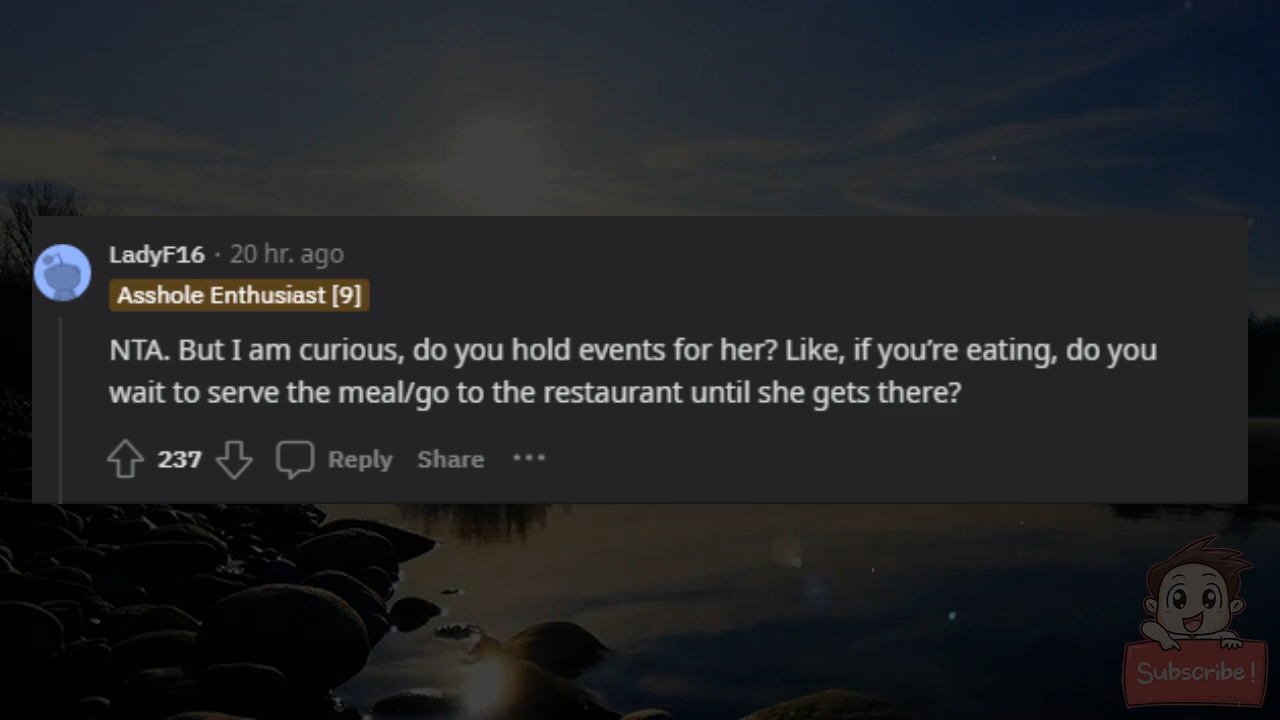 LadyF16 · 20 hr. ago
Asshole Enthusiast [9]
NTA. But I am curious, do you hold events for her? Like, if you’re eating, do you
wait to serve the meal/go to the restaurant until she gets there?
237 Reply Share ···
Subscribe!